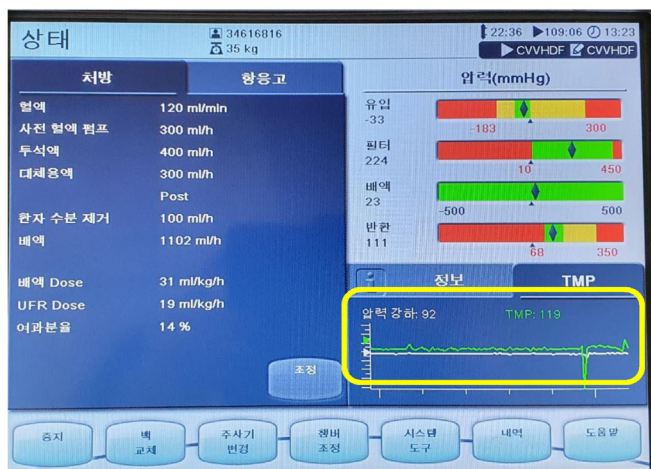 상태
34616816
35 kg
22:36 ▶109:06 13:23
▶ CVVHDF CVVHDF
처방
항응고
혈액 120 ml/min
사전 혈액 펌프 300 ml/h
투석액 400 ml/h
대체용액 300 ml/h
Post
환자 수분 제거 100 ml/h
배액 1102 ml/h
배액 Dose 31 ml/kg/h
UFR Dose 19 ml/kg/h
여과분율 14 %
조정
압력(mmHg)
유입
-33
-183 300
필터
224
10 450
배액
23
-500 500
반환
111
68 350
i 정보
TMP
압력 강하: 92 TMP: 119
중지
백 교체
주사기 변경
챔버 조정
시스템 도구
내역
도움말